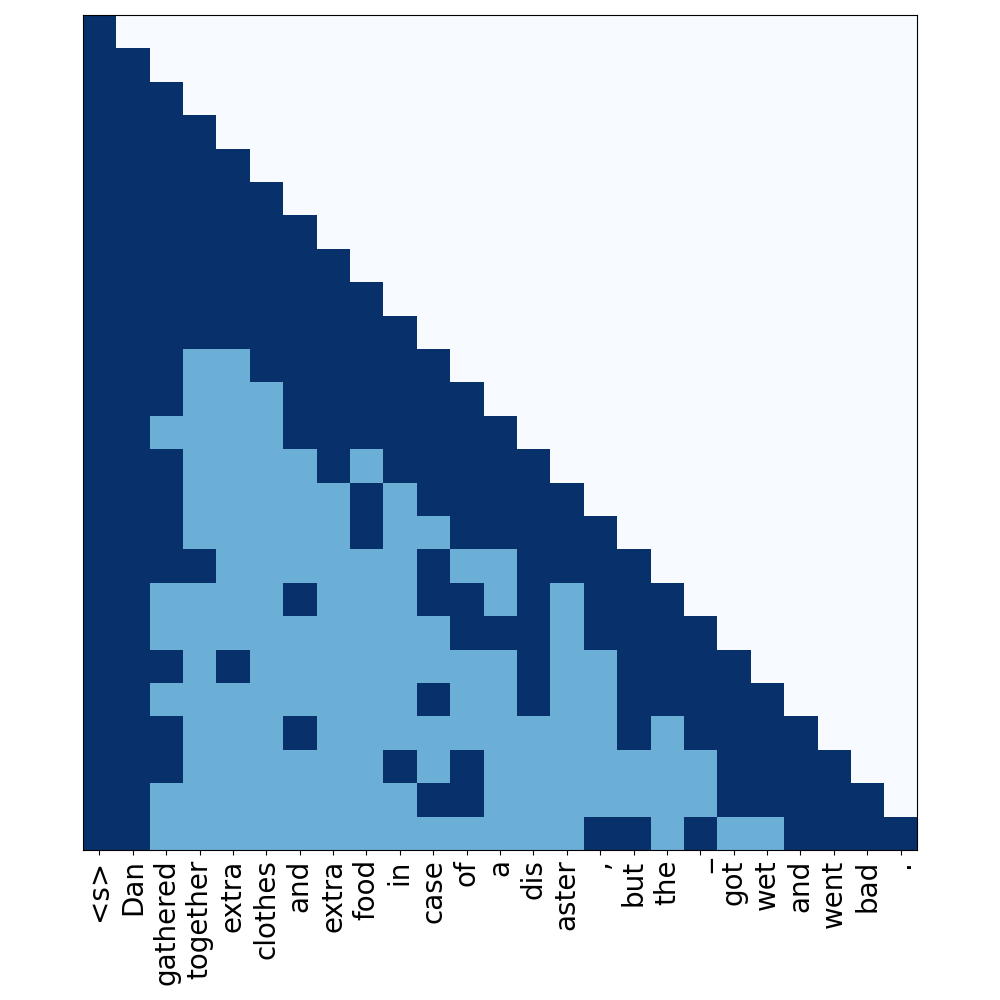 <s> Dan gathered together extra clothes and extra food in case of a dis aster , but the _ got wet and went bad .